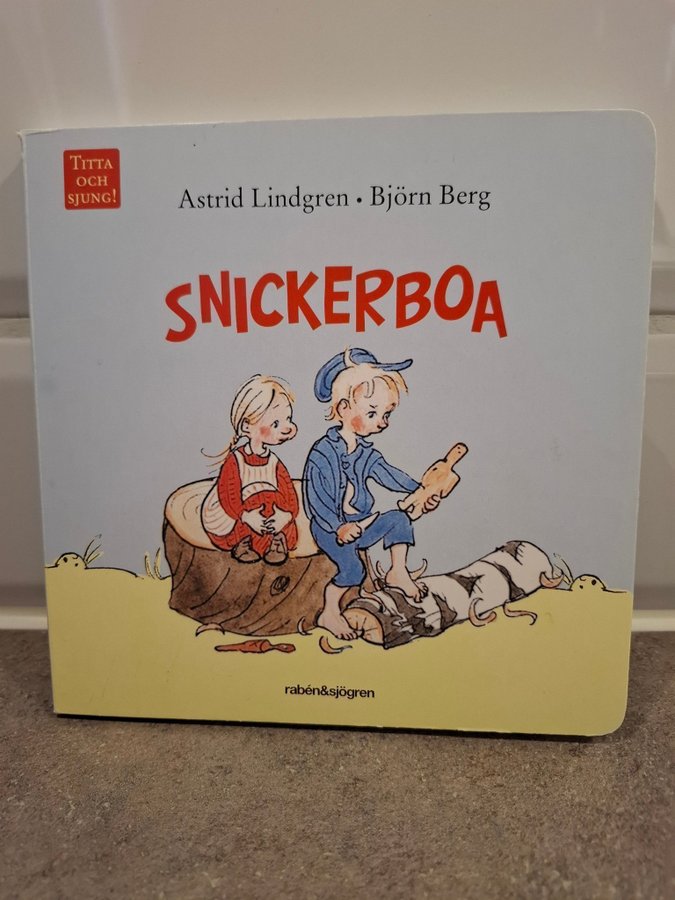 TITTA
OCH
SJUNG!
Astrid Lindgren • Björn Berg
SNICKERBOA
rabén&sjögren